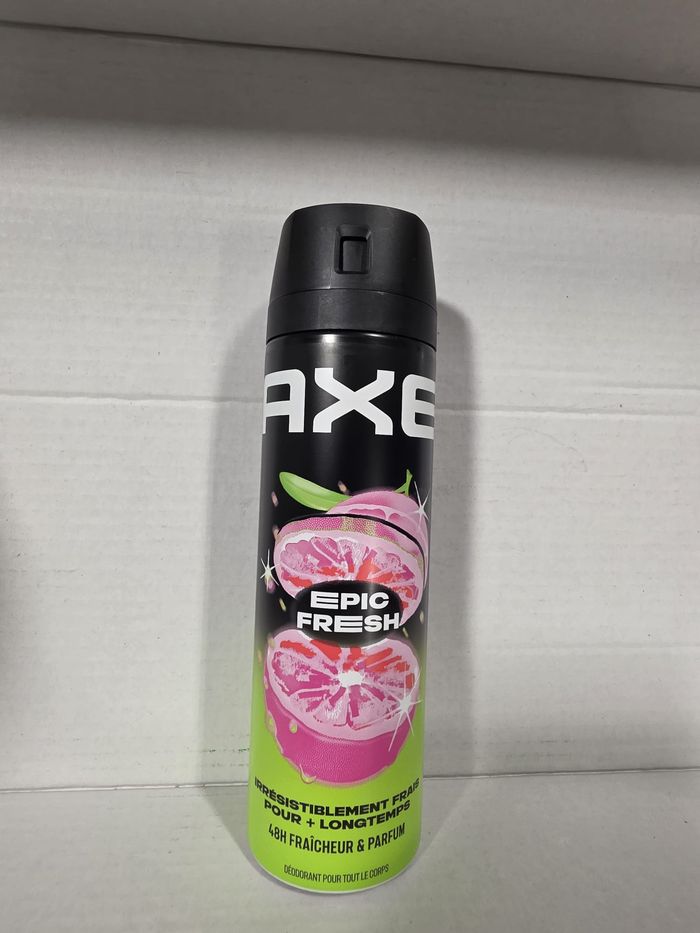 AXE
EPIC
FRESH
IRRÉSISTIBLEMENT FRAIS
POUR + LONGTEMPS
48H FRAÎCHEUR & PARFUM
DÉODORANT POUR TOUT LE CORPS